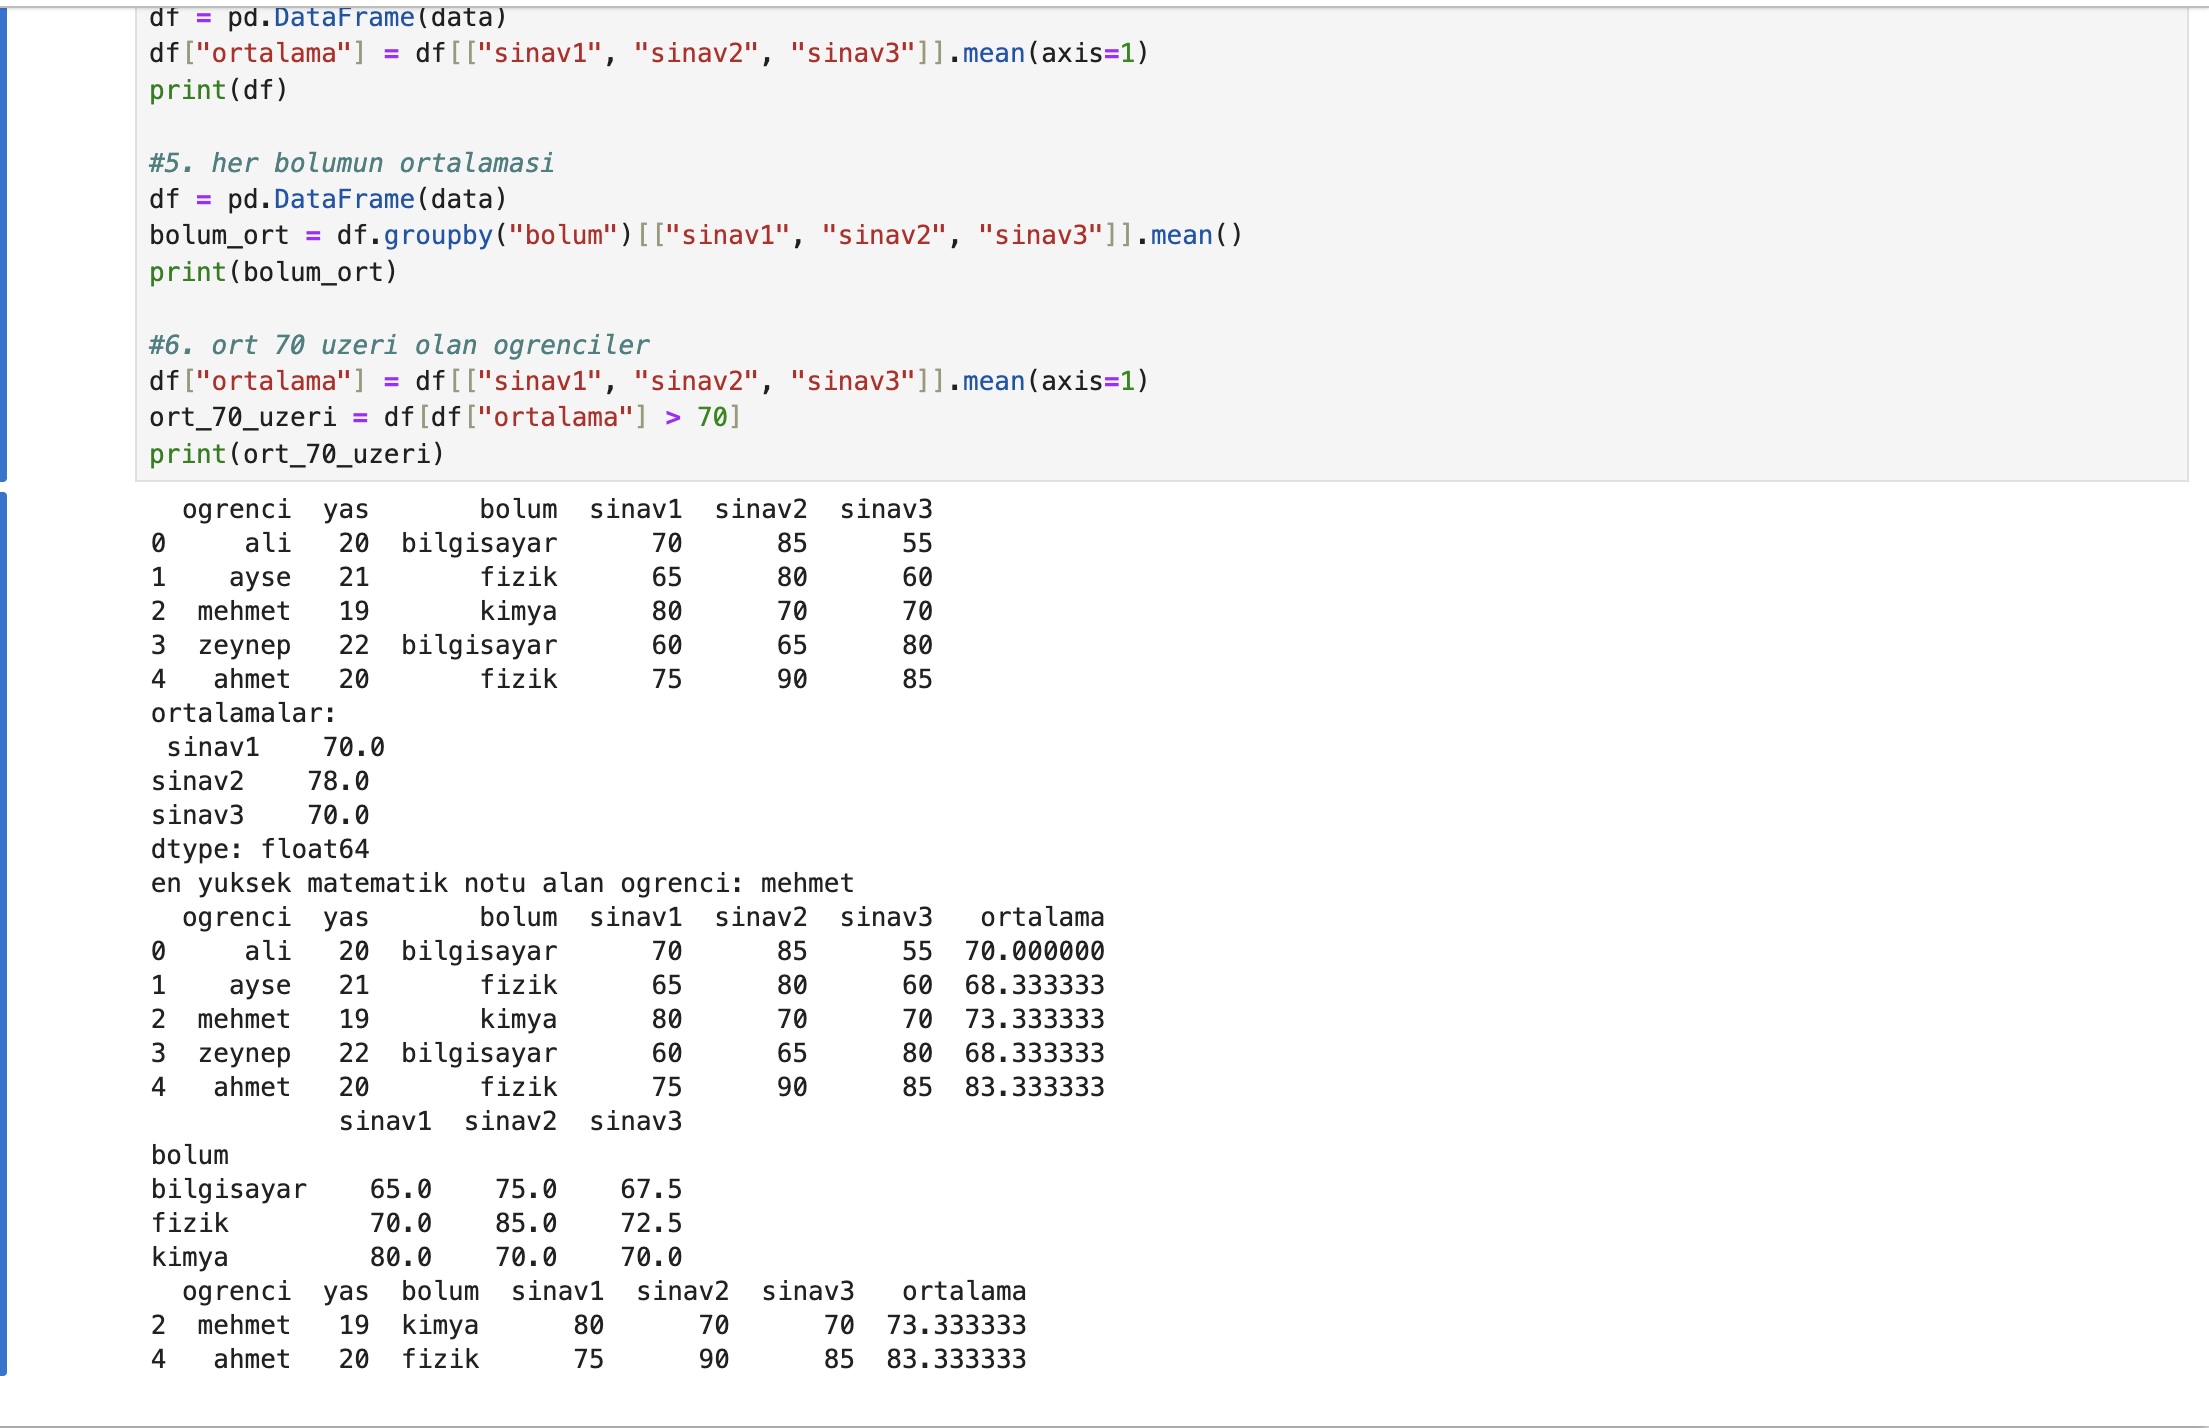 df = pd.DataFrame(data)
df["ortalama"] = df[["sinav1", "sinav2", "sinav3"]].mean(axis=1)
print(df)

#5. her bolumun ortalamasi
df = pd.DataFrame(data)
bolum_ort = df.groupby("bolum")[["sinav1", "sinav2", "sinav3"]].mean()
print(bolum_ort)

#6. ort 70 uzeri olan ogrenciler
df["ortalama"] = df[["sinav1", "sinav2", "sinav3"]].mean(axis=1)
ort_70_uzeri = df[df["ortalama"] > 70]
print(ort_70_uzeri)

  ogrenci  yas       bolum  sinav1  sinav2  sinav3
0     ali   20  bilgisayar      70      85      55
1    ayse   21       fizik      65      80      60
2  mehmet   19       kimya      80      70      70
3  zeynep   22  bilgisayar      60      65      80
4   ahmet   20       fizik      75      90      85
ortalamalar:
 sinav1    70.0
sinav2    78.0
sinav3    70.0
dtype: float64
en yuksek matematik notu alan ogrenci: mehmet
  ogrenci  yas       bolum  sinav1  sinav2  sinav3   ortalama
0     ali   20  bilgisayar      70      85      55  70.000000
1    ayse   21       fizik      65      80      60  68.333333
2  mehmet   19       kimya      80      70      70  73.333333
3  zeynep   22  bilgisayar      60      65      80  68.333333
4   ahmet   20       fizik      75      90      85  83.333333
            sinav1  sinav2  sinav3
bolum
bilgisayar    65.0    75.0    67.5
fizik         70.0    85.0    72.5
kimya         80.0    70.0    70.0
  ogrenci  yas  bolum  sinav1  sinav2  sinav3   ortalama
2  mehmet   19  kimya      80      70      70  73.333333
4   ahmet   20  fizik      75      90      85  83.333333